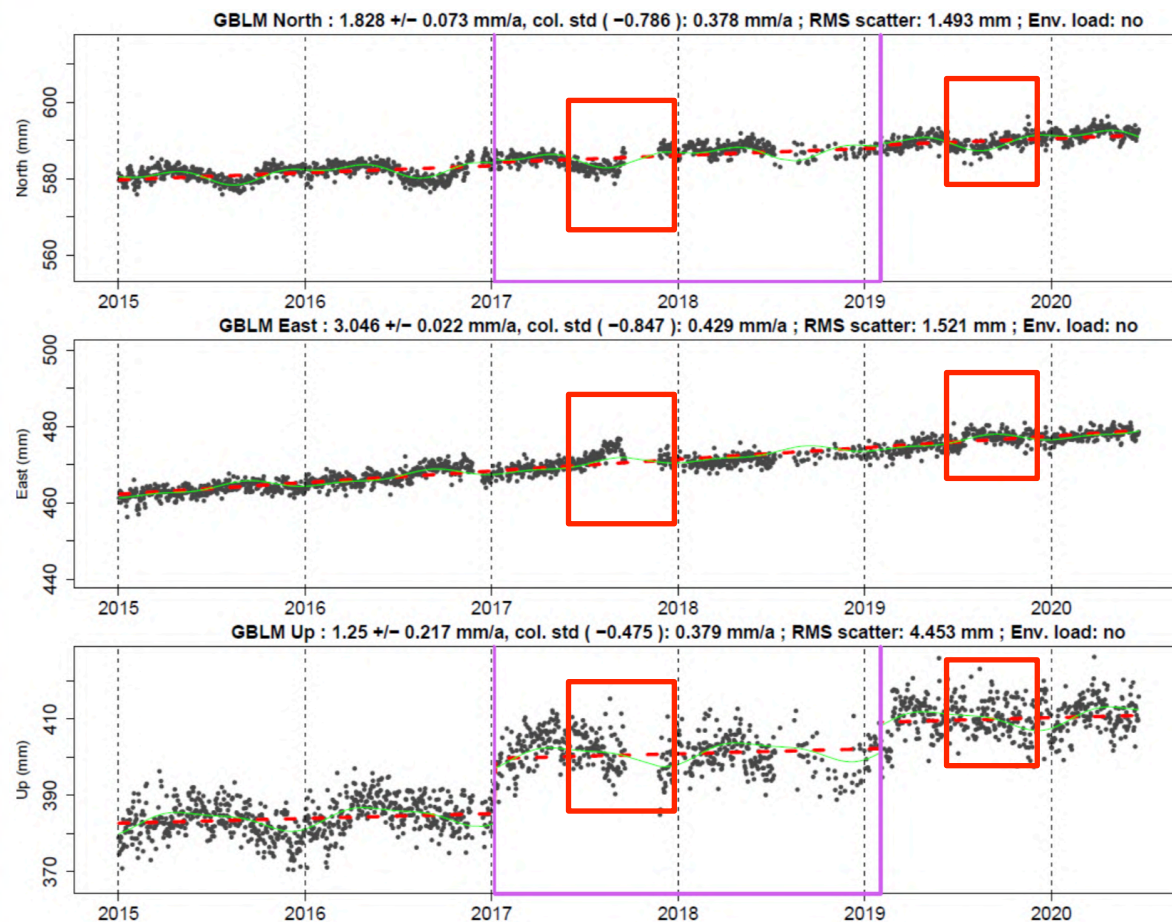 GBLM North : 1.828 +/− 0.073 mm/a, col. std ( −0.786): 0.378 mm/a ; RMS scatter: 1.493 mm ; Env. load: no
North (mm)
600
580
560
2015 2016 2017 2018 2019 2020
GBLM East : 3.046 +/− 0.022 mm/a, col. std ( −0.847): 0.429 mm/a ; RMS scatter: 1.521 mm ; Env. load: no
East (mm)
500
480
460
440
2015 2016 2017 2018 2019 2020
GBLM Up : 1.25 +/− 0.217 mm/a, col. std ( −0.475): 0.379 mm/a ; RMS scatter: 4.453 mm ; Env. load: no
Up (mm)
410
390
370
2015 2016 2017 2018 2019 2020